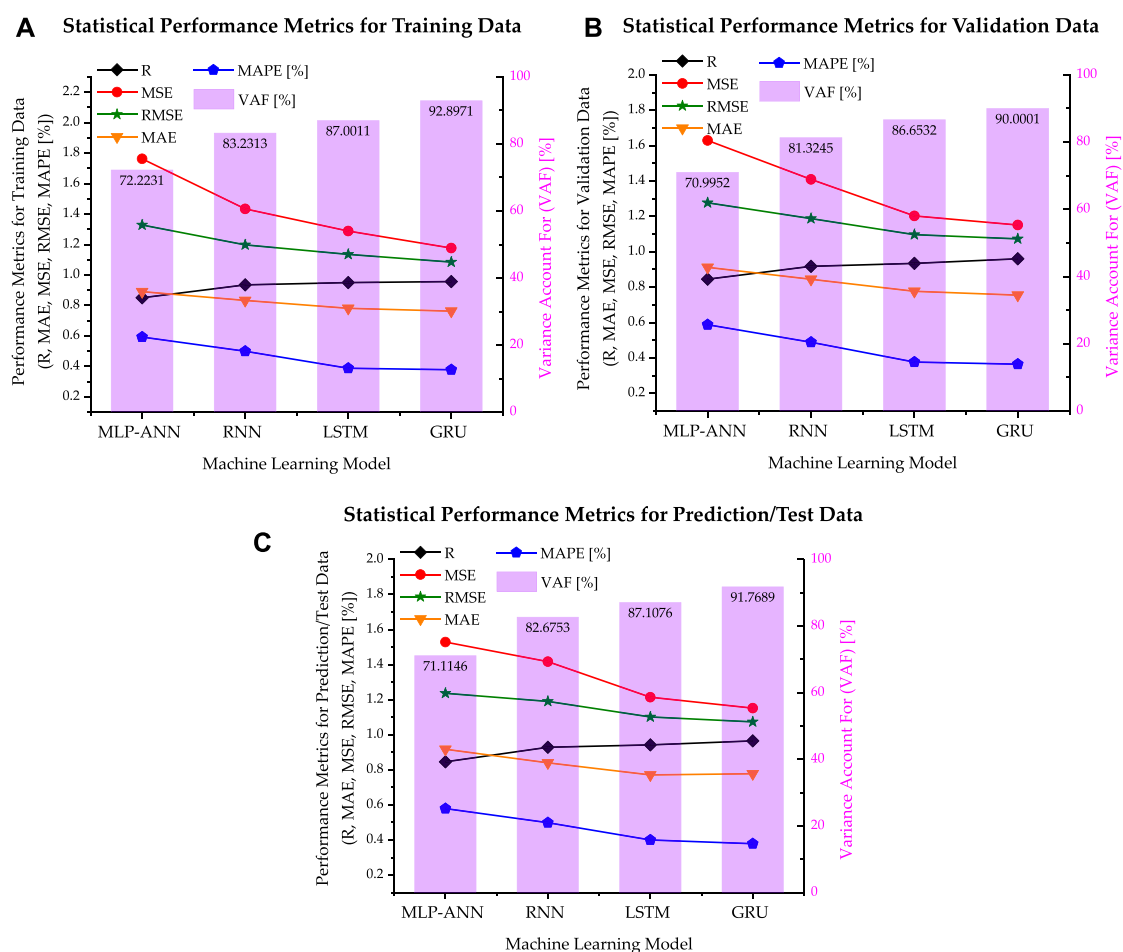 A
Statistical Performance Metrics for Training Data
R
MSE
RMSE
MAE
MAPE [%]
VAF [%]
Performance Metrics for Training Data
(R, MAE, MSE, RMSE, MAPE [%])
2.2
2.0
1.8
1.6
1.4
1.2
1.0
0.8
0.6
0.4
0.2
72.2231
83.2313
87.0011
92.8971
100
80
60
40
20
0
Variance Account For (VAF) [%]
MLP-ANN
RNN
LSTM
GRU
Machine Learning Model
B
Statistical Performance Metrics for Validation Data
R
MSE
RMSE
MAE
MAPE [%]
VAF [%]
Performance Metrics for Validation Data
(R, MAE, MSE, RMSE, MAPE [%])
2.0
1.8
1.6
1.4
1.2
1.0
0.8
0.6
0.4
0.2
70.9952
81.3245
86.6532
90.0001
100
80
60
40
20
0
Variance Account For (VAF) [%]
MLP-ANN
RNN
LSTM
GRU
Machine Learning Model
C
Statistical Performance Metrics for Prediction/Test Data
R
MSE
RMSE
MAE
MAPE [%]
VAF [%]
Performance Metrics for Prediction/Test Data
(R, MAE, MSE, RMSE, MAPE [%])
2.0
1.8
1.6
1.4
1.2
1.0
0.8
0.6
0.4
0.2
71.1146
82.6753
87.1076
91.7689
100
80
60
40
20
0
Variance Account For (VAF) [%]
MLP-ANN
RNN
LSTM
GRU
Machine Learning Model